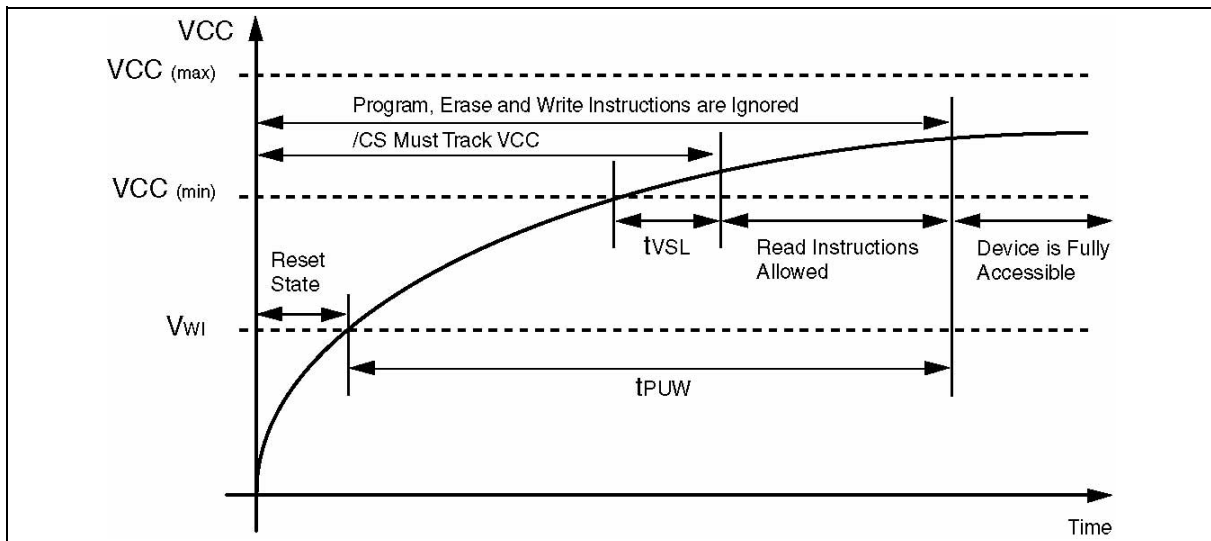 VCC
VCC (max)
Program, Erase and Write Instructions are Ignored
/CS Must Track VCC
VCC (min)
tVSL
Read Instructions
Allowed
Device is Fully
Accessible
Reset
State
VWI
tPUW
Time